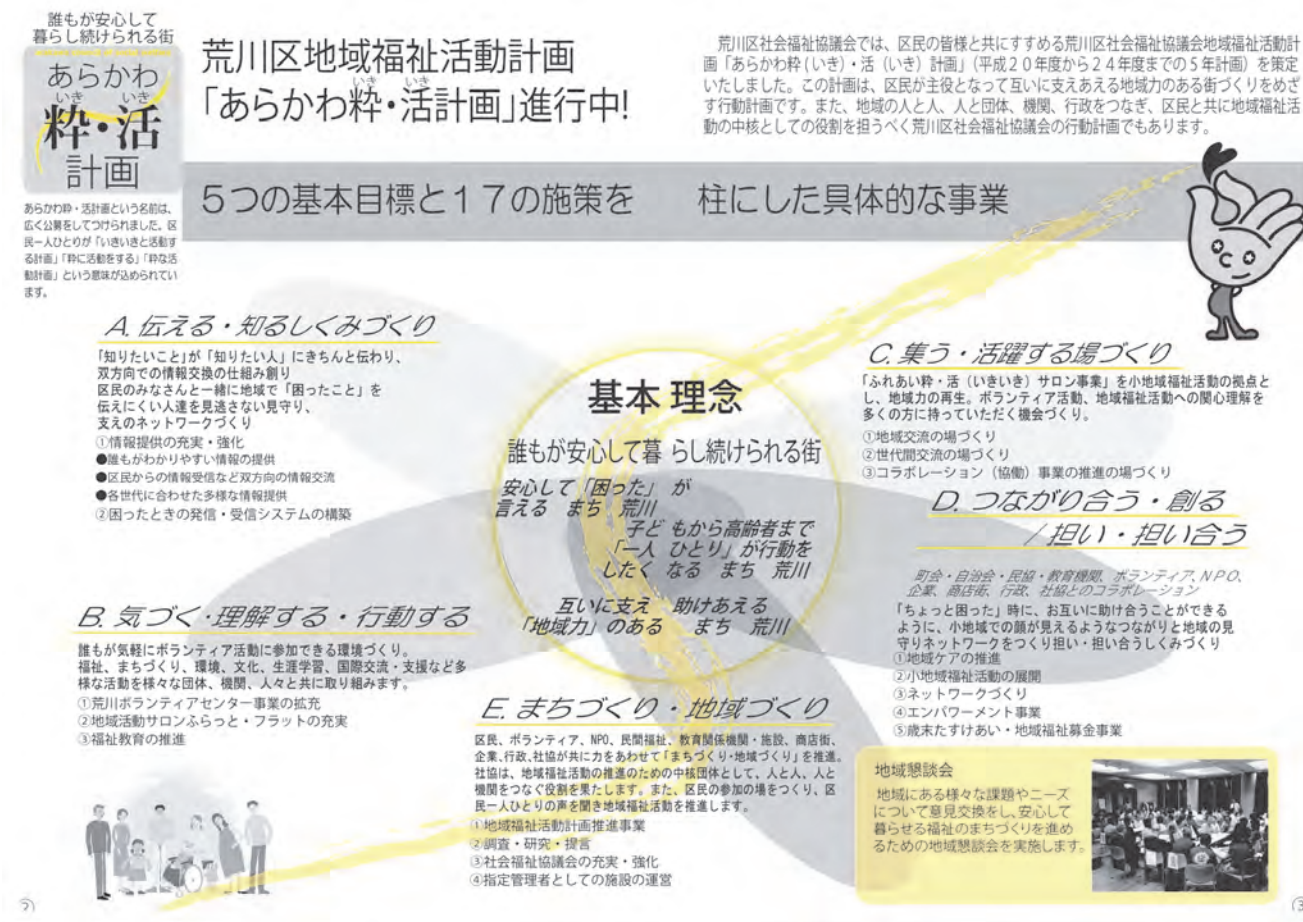 誰もが安心して
暮らし続けられる街
あらかわ
いき いき
粋・活
計画
あらかわ粋・活計画という名前は、
広く公募をしてつけられました。区
民一人ひとりが「いきいきと活動す
る計画」「粋に活動をする」「粋な活
動計画」という意味が込められてい
ます。
荒川区地域福祉活動計画
いき いき
「あらかわ粋・活計画」進行中!
荒川区社会福祉協議会では、区民の皆様と共にすすめる荒川区社会福祉協議会地域福祉活動計
画「あらかわ粋(いき)・活(いき)計画」(平成20年度から24年度までの5年計画)を策定
いたしました。この計画は、区民が主役となって互いに支えあえる地域力のある街づくりをめざ
す行動計画です。また、地域の人と人、人と団体、機関、行政をつなぎ、区民と共に地域福祉活
動の中核としての役割を担うべく荒川区社会福祉協議会の行動計画でもあります。
5つの基本目標と17の施策を 柱にした具体的な事業
A. 伝える・知るしくみづくり
「知りたいこと」が「知りたい人」にきちんと伝わり、
双方向での情報交換の仕組み創り
区民のみなさんと一緒に地域で「困ったこと」を
伝えにくい人達を見逃さない見守り、
支えのネットワークづくり
①情報提供の充実・強化
●誰もがわかりやすい情報の提供
●区民からの情報受信など双方向の情報交流
●各世代に合わせた多様な情報提供
②困ったときの発信・受信システムの構築
B. 気づく・理解する・行動する
誰もが気軽にボランティア活動に参加できる環境づくり。
福祉、まちづくり、環境、文化、生涯学習、国際交流・支援など多
様な活動を様々な団体、機関、人々と共に取り組みます。
①荒川ボランティアセンター事業の拡充
②地域活動サロンふらっと・フラットの充実
③福祉教育の推進
基本 理念
誰もが安心して暮 らし続けられる街
安心して「困った」 が
言える まち 荒川
子ど もから高齢者まで
「一人 ひとり」が行動を
したく なる まち 荒川
互いに支え 助けあえる
「地域力」のある まち 荒川
C. 集う・活躍する場づくり
「ふれあい粋・活(いきいき)サロン事業」を小地域福祉活動の拠点と
し、地域力の再生。ボランティア活動、地域福祉活動への関心理解を
多くの方に持っていただく機会づくり。
①地域交流の場づくり
②世代間交流の場づくり
③コラボレーション(協働)事業の推進の場づくり
D. つながり合う・創る
/担い・担い合う
町会・自治会・民協・教育機関、ボランティア、NPO、
企業、商店街、行政、社協とのコラボレーション
「ちょっと困った」時に、お互いに助け合うことができる
ように、小地域での顔が見えるようなつながりと地域の見
守りネットワークをつくり担い・担い合うしくみづくり
①地域ケアの推進
②小地域福祉活動の展開
③ネットワークづくり
④エンパワーメント事業
⑤歳末たすけあい・地域福祉募金事業
E. まちづくり・地域づくり
区民、ボランティア、NPO、民間福祉、教育関係機関・施設、商店街、
企業、行政、社協が共に力をあわせて「まちづくり・地域づくり」を推進。
社協は、地域福祉活動の推進のための中核団体として、人と人、人と
機関をつなぐ役割を果たします。また、区民の参加の場をつくり、区
民一人ひとりの声を聞き地域福祉活動を推進します。
①地域福祉活動計画推進事業
②調査・研究・提言
③社会福祉協議会の充実・強化
④指定管理者としての施設の運営
地域懇談会
地域にある様々な課題やニーズ
について意見交換をし、安心して
暮らせる福祉のまちづくりを進め
るための地域懇談会を実施します。
②
③